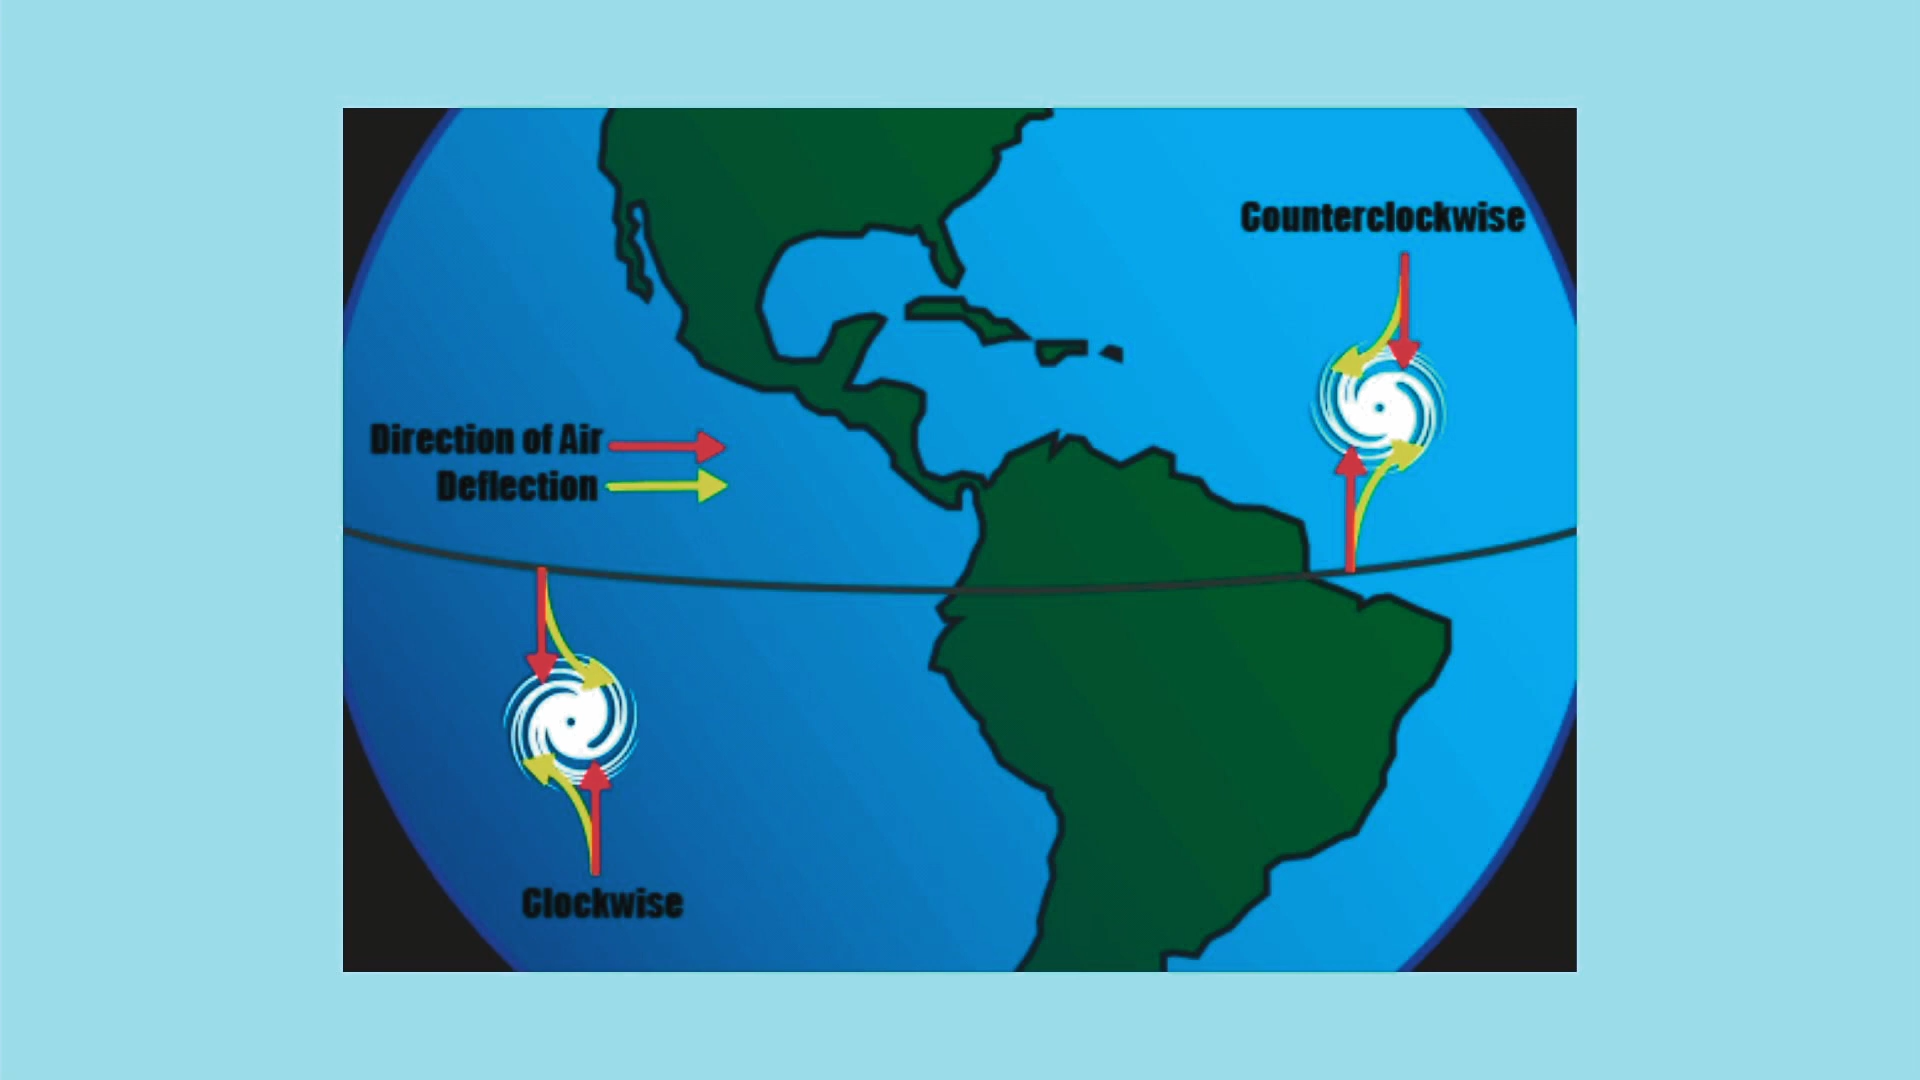 Counterclockwise
Direction of Air
Deflection
Clockwise